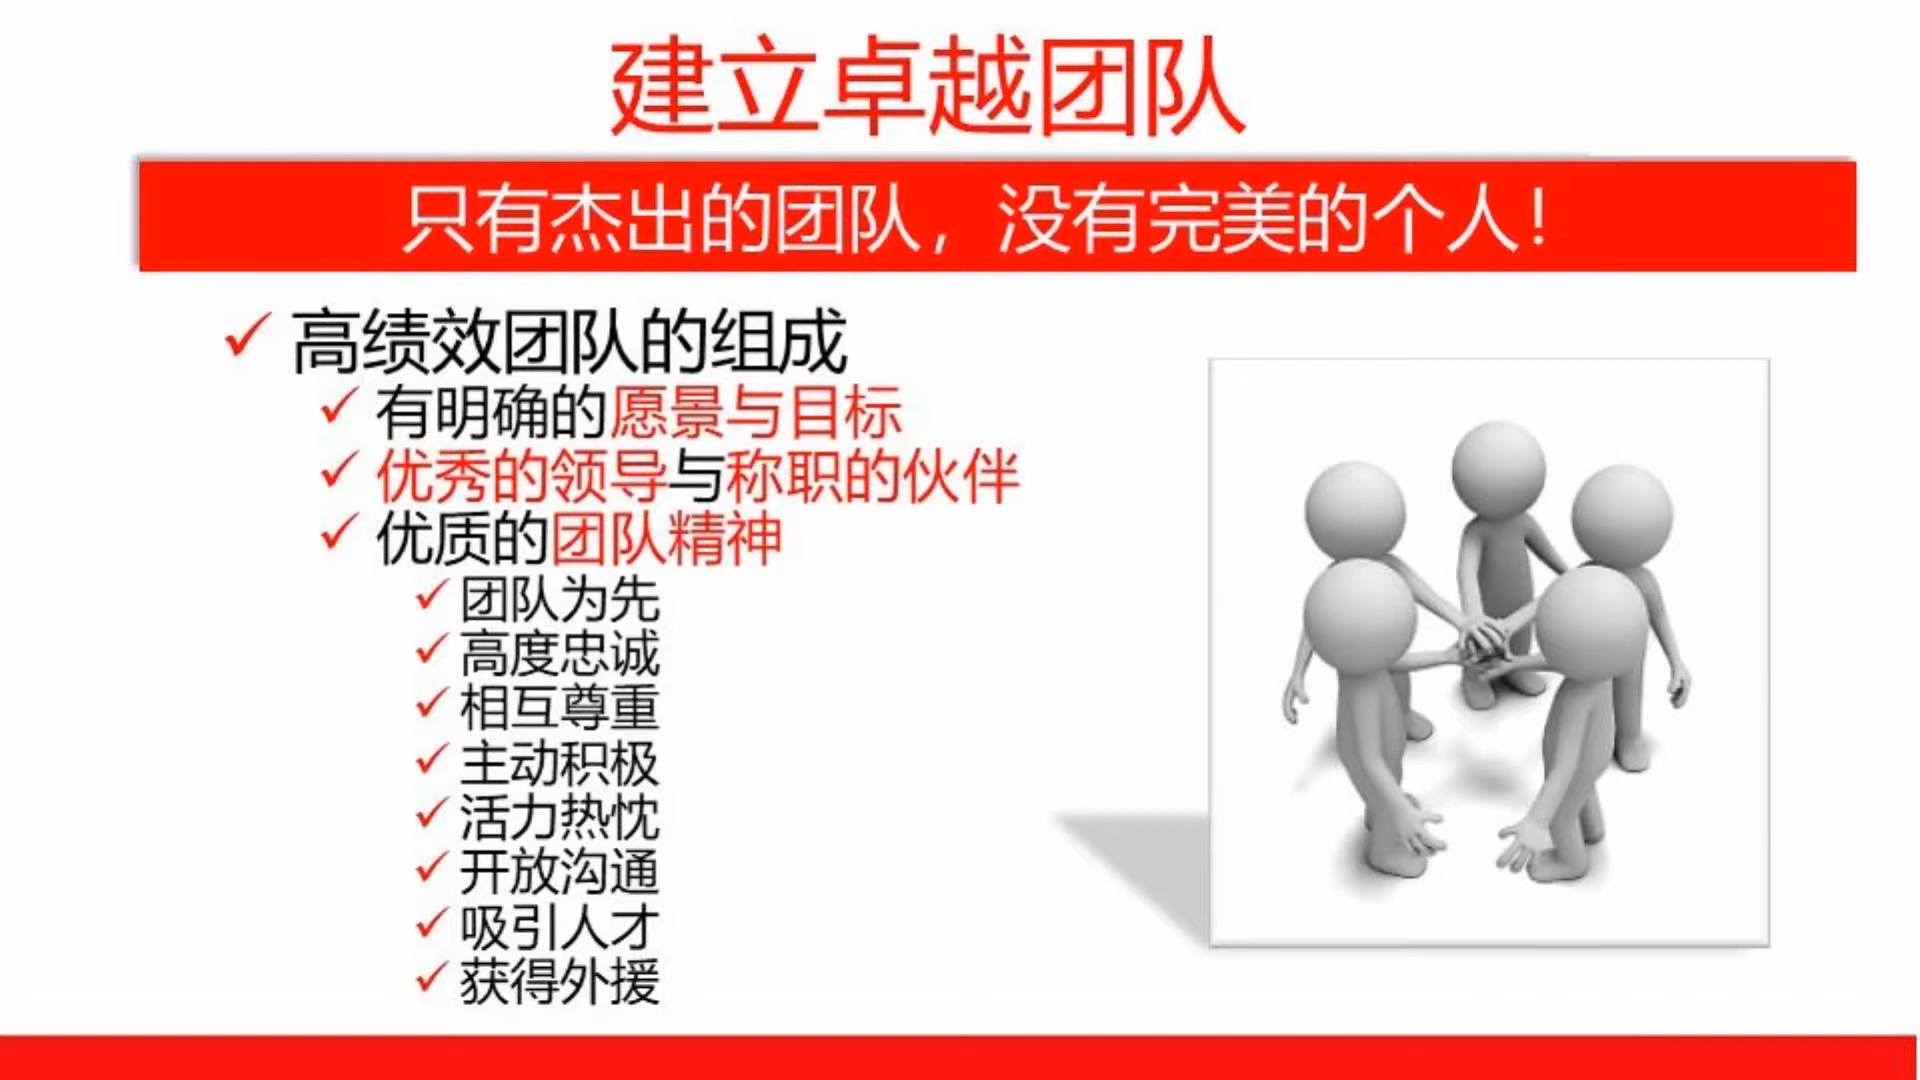 建立卓越团队
只有杰出的团队，没有完美的个人！
高绩效团队的组成
有明确的愿景与目标
优秀的领导与称职的伙伴
优质的团队精神
团队为先
高度忠诚
相互尊重
主动积极
活力热忱
开放沟通
吸引人才
获得外援